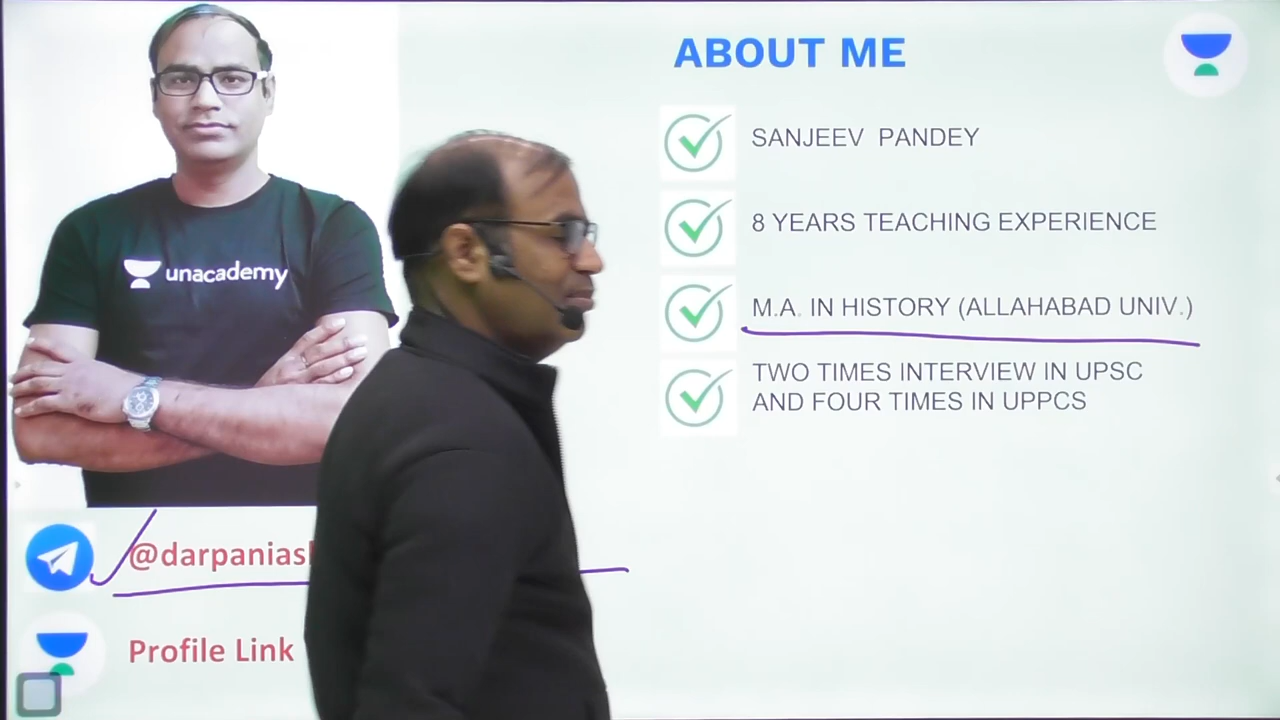 ABOUT ME
SANJEEV PANDEY
8 YEARS TEACHING EXPERIENCE
M.A. IN HISTORY (ALLAHABAD UNIV.)
TWO TIMES INTERVIEW IN UPSC
AND FOUR TIMES IN UPPCS
unacademy
@darpanias
Profile Link